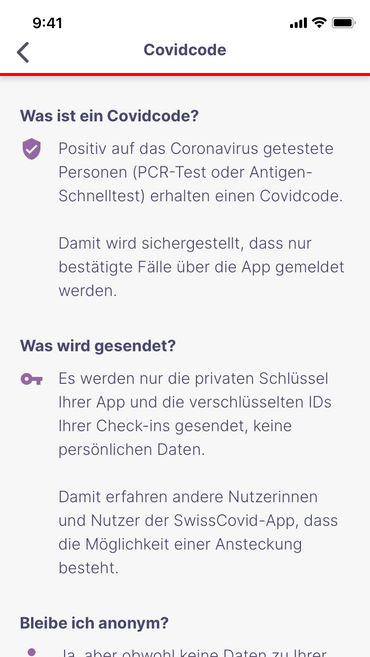 9:41
Covidcode
Was ist ein Covidcode?
Positiv auf das Coronavirus getestete
Personen (PCR-Test oder Antigen-
Schnelltest) erhalten einen Covidcode.
Damit wird sichergestellt, dass nur
bestätigte Fälle über die App gemeldet
werden.
Was wird gesendet?
Es werden nur die privaten Schlüssel
Ihrer App und die verschlüsselten IDs
Ihrer Check-ins gesendet, keine
persönlichen Daten.
Damit erfahren andere Nutzerinnen
und Nutzer der SwissCovid-App, dass
die Möglichkeit einer Ansteckung
besteht.
Bleibe ich anonym?
Ja, aber obwohl keine Daten zu Ihrer